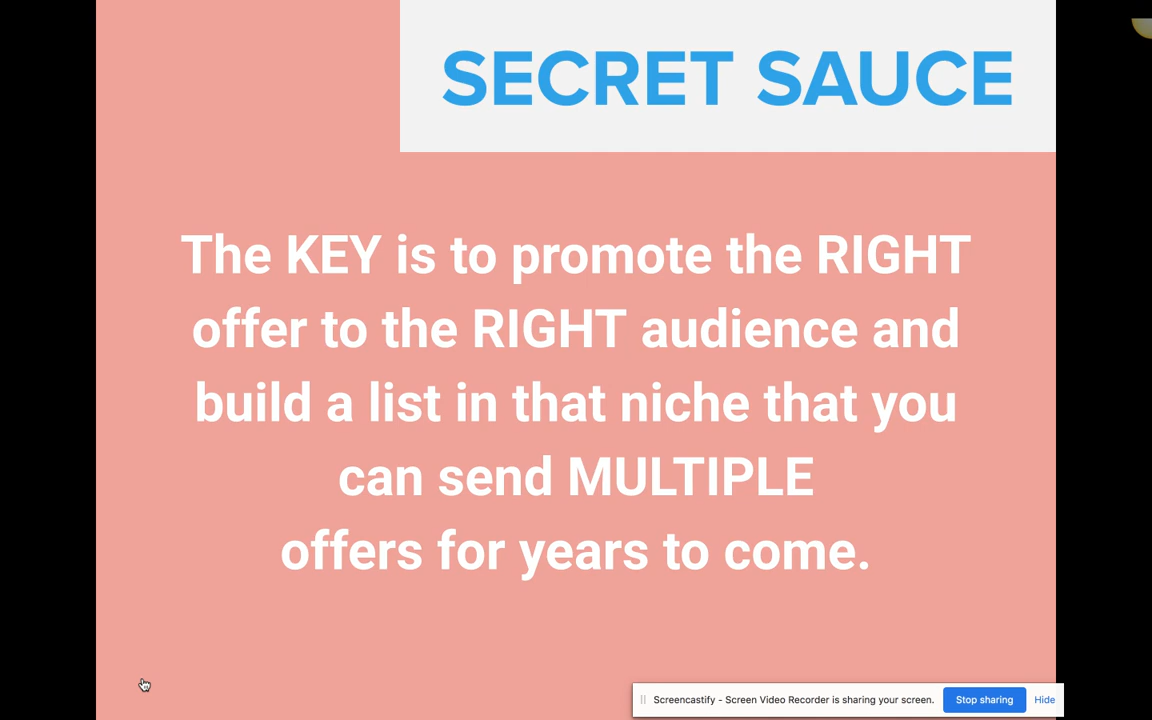 SECRET SAUCE
The KEY is to promote the RIGHT
offer to the RIGHT audience and
build a list in that niche that you
can send MULTIPLE
offers for years to come.
Screencastify - Screen Video Recorder is sharing your screen. Stop sharing Hide